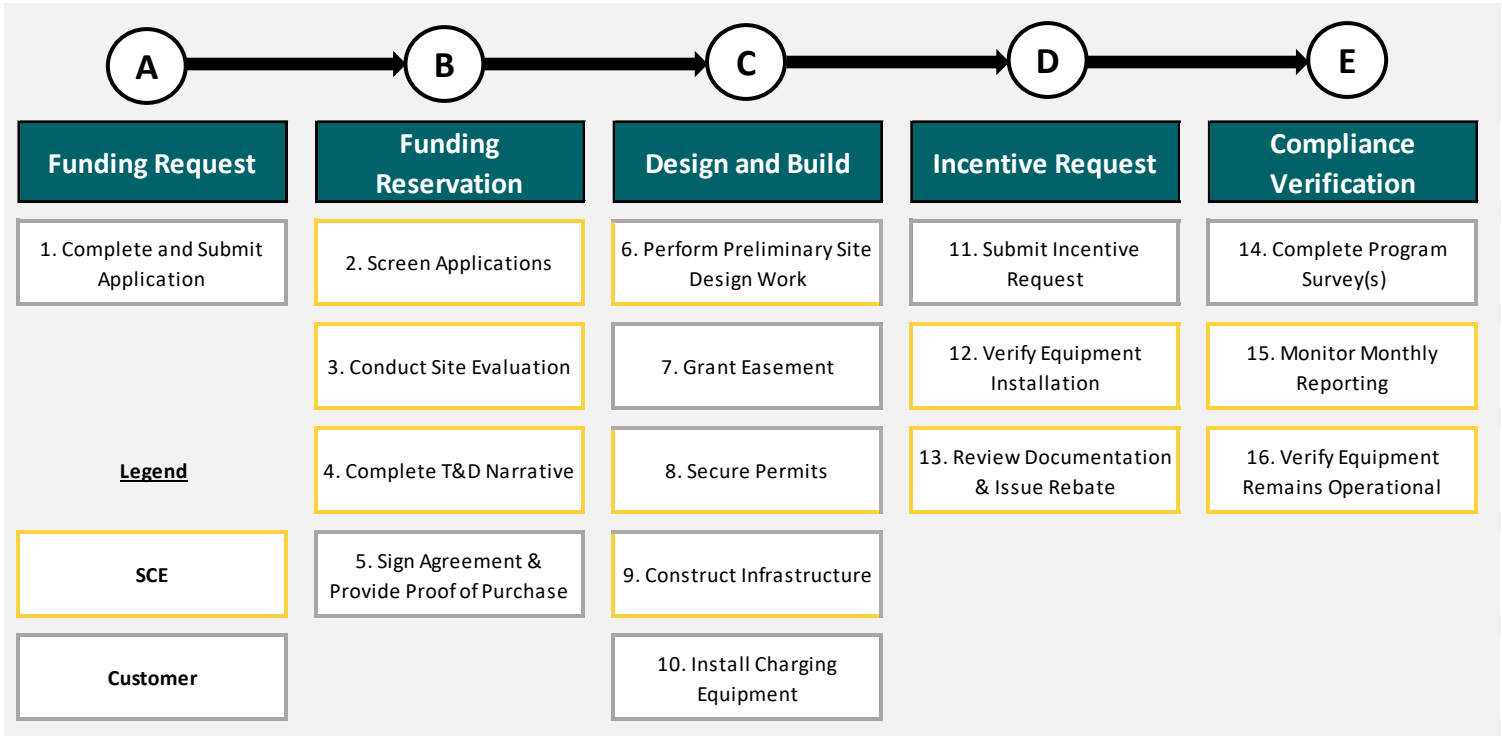 A
B
C
D
E
Funding Request
Funding
Reservation
Design and Build
Incentive Request
Compliance
Verification
1. Complete and Submit
Application
2. Screen Applications
3. Conduct Site Evaluation
4. Complete T&D Narrative
5. Sign Agreement &
Provide Proof of Purchase
6. Perform Preliminary Site
Design Work
7. Grant Easement
8. Secure Permits
9. Construct Infrastructure
10. Install Charging
Equipment
11. Submit Incentive
Request
12. Verify Equipment
Installation
13. Review Documentation
& Issue Rebate
14. Complete Program
Survey(s)
15. Monitor Monthly
Reporting
16. Verify Equipment
Remains Operational
Legend
SCE
Customer